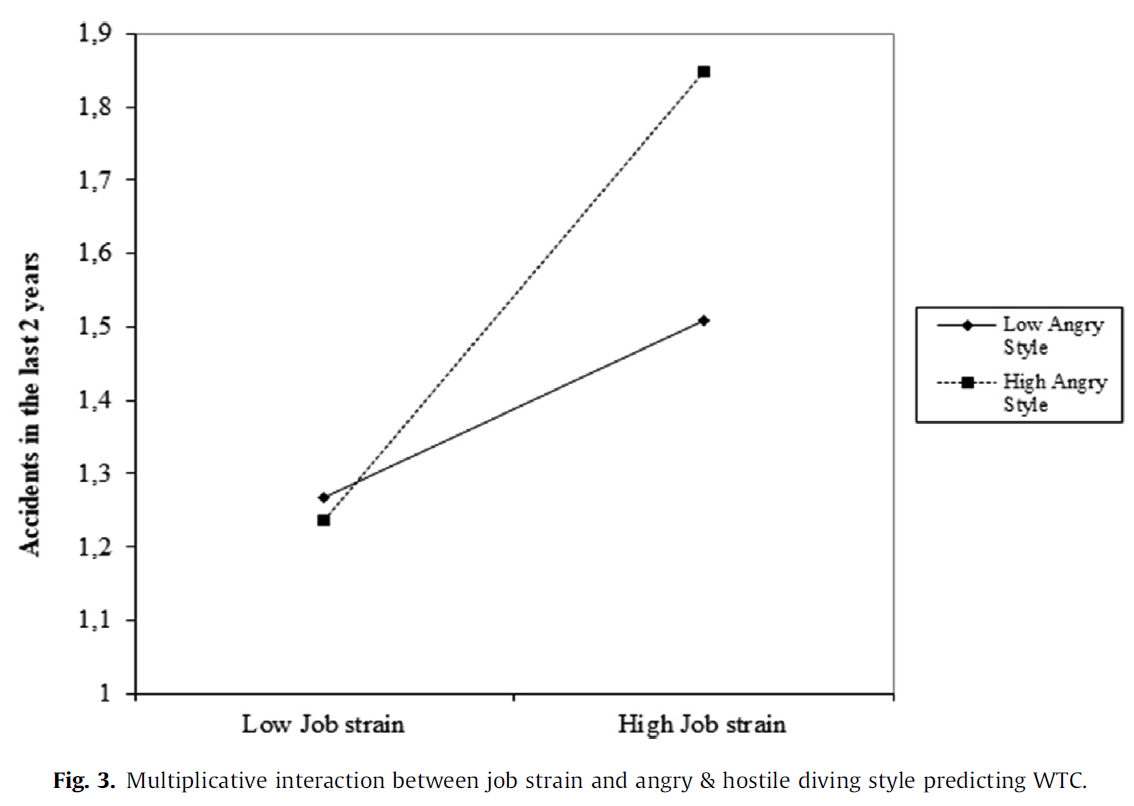 1,9
1,8
1,7
1,6
1,5
1,4
1,3
1,2
1,1
1
Accidents in the last 2 years
Low Job strain
High Job strain
Low Angry
Style
High Angry
Style
Fig. 3. Multiplicative interaction between job strain and angry & hostile diving style predicting WTC.